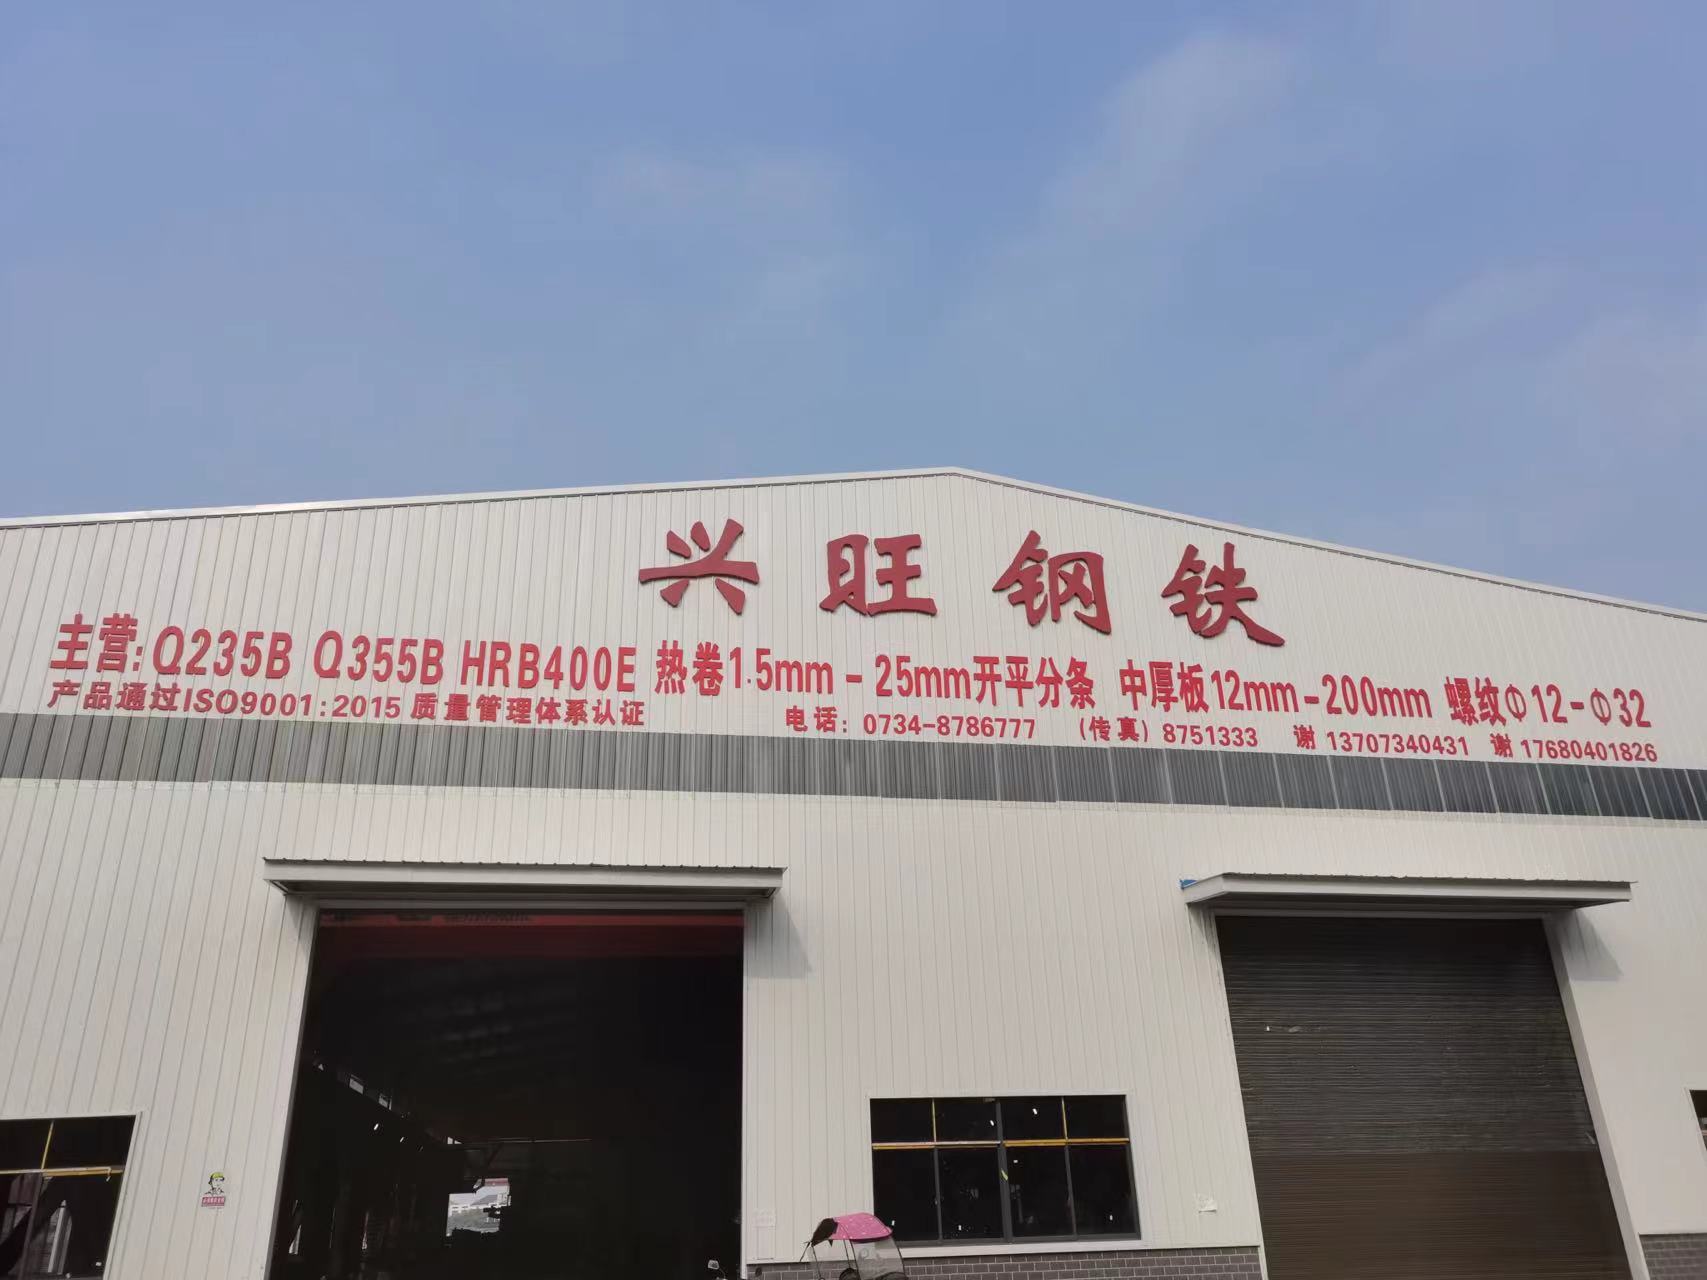 兴旺钢铁
主营:Q235B Q355B HRB400E 热卷1.5mm-25mm开平分条 中厚板12mm-200mm 螺纹Φ12-Φ32
产品通过ISO9001:2015质量管理体系认证 电话:0734-8786777 (传真)8751333 谢13707340431 谢17680401826